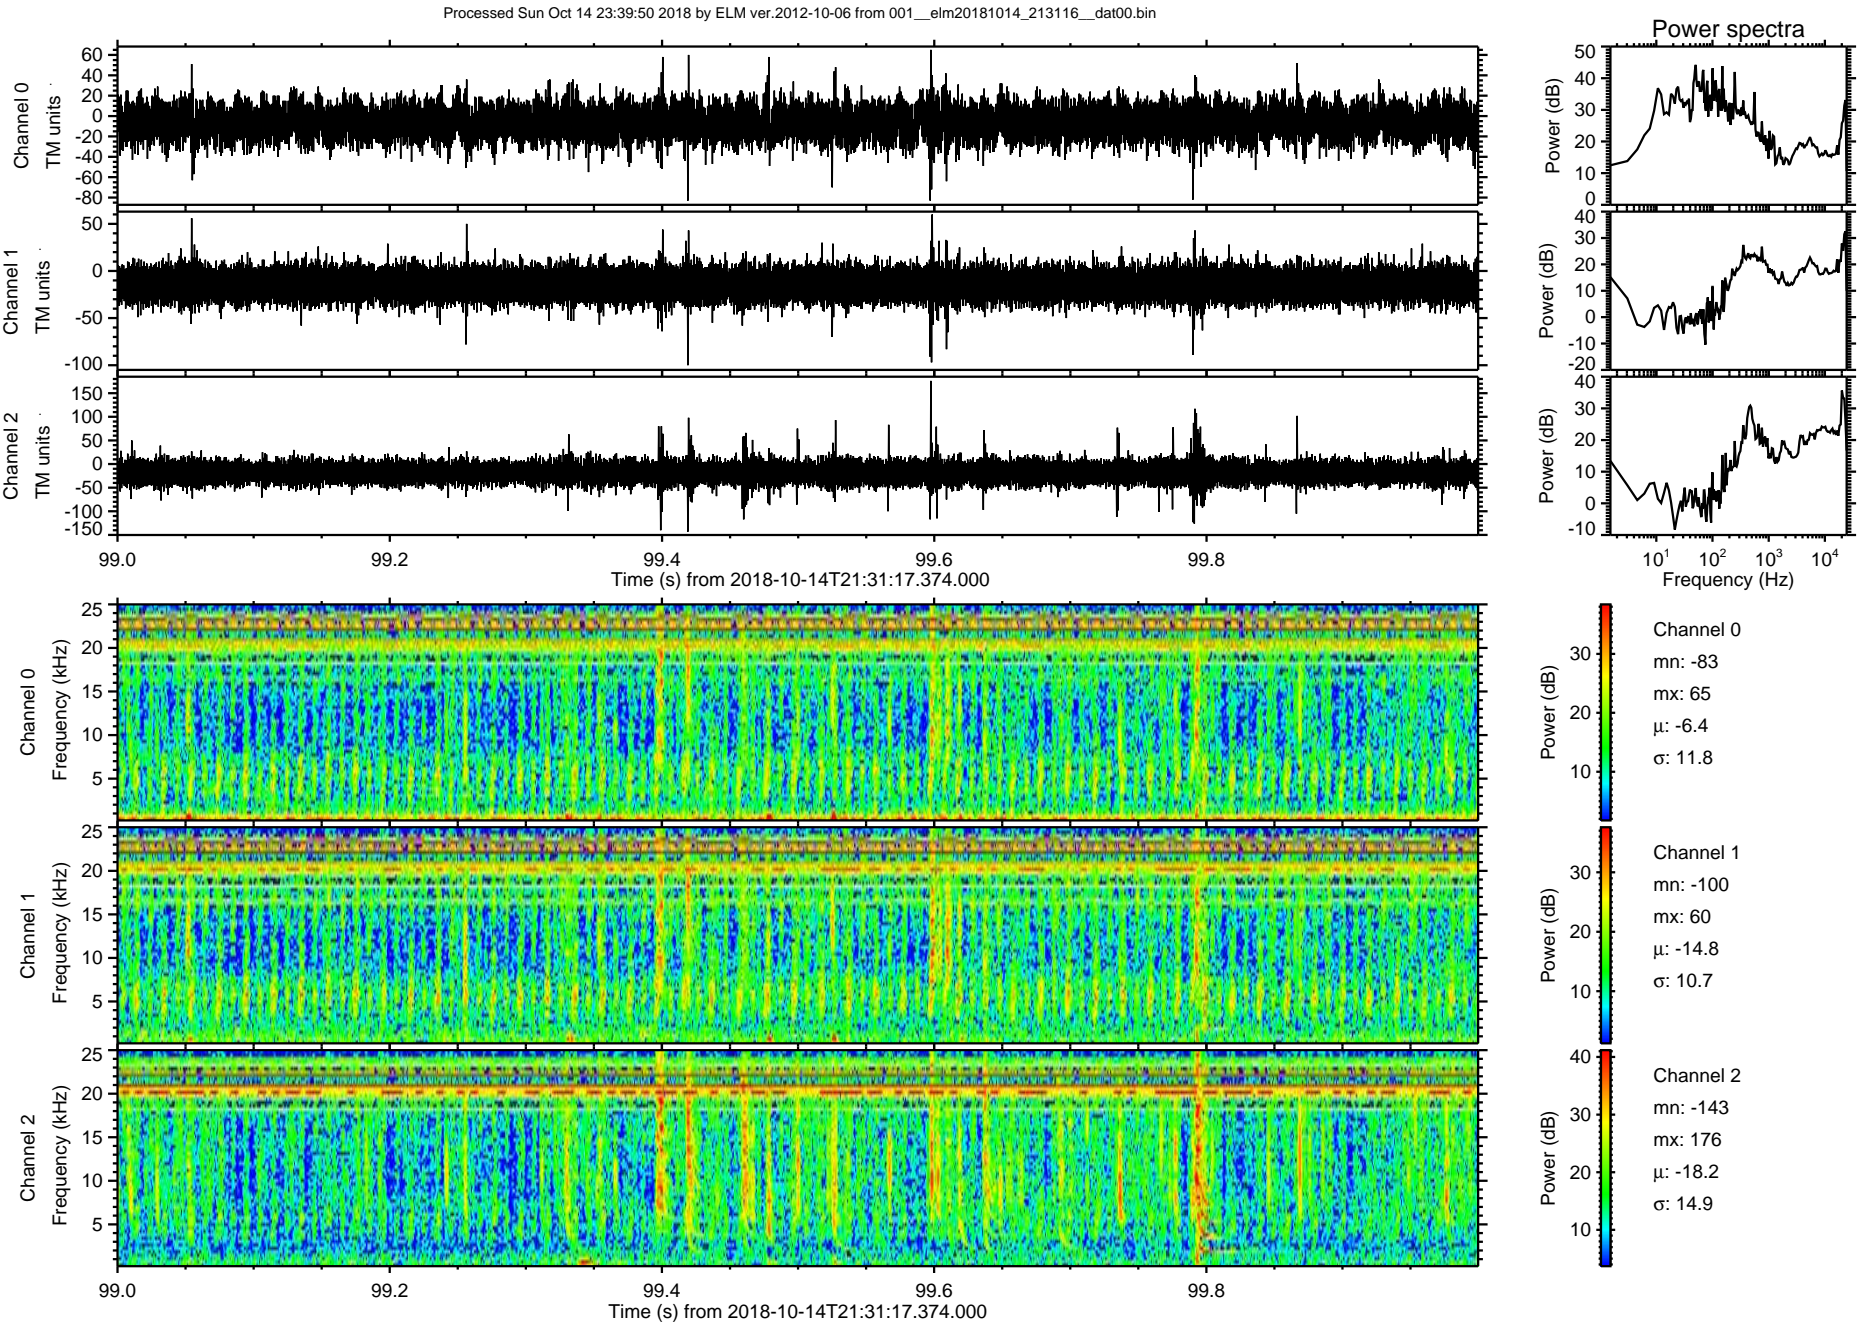 Processed Sun Oct 14 23:39:50 2018 by ELM ver.2012-10-06 from 001__elm20181014_213116__dat00.bin
Power spectra
Channel 0
TM units
60
40
20
0
-20
-40
-60
-80
Power (dB)
50
40
30
20
10
0
Channel 1
TM units
50
0
-50
-100
Power (dB)
40
30
20
10
0
-10
-20
Channel 2
TM units
150
100
50
0
-50
-100
-150
Power (dB)
40
30
20
10
0
-10
99.0 99.2 99.4 99.6 99.8
Time (s) from 2018-10-14T21:31:17.374.000
10¹ 10² 10³ 10⁴
Frequency (Hz)
Channel 0
Frequency (kHz)
25
20
15
10
5
Power (dB)
30
20
10
Channel 0
mn: -83
mx: 65
μ: -6.4
σ: 11.8
Channel 1
Frequency (kHz)
25
20
15
10
5
Power (dB)
30
20
10
Channel 1
mn: -100
mx: 60
μ: -14.8
σ: 10.7
Channel 2
Frequency (kHz)
25
20
15
10
5
Power (dB)
40
30
20
10
Channel 2
mn: -143
mx: 176
μ: -18.2
σ: 14.9
99.0 99.2 99.4 99.6 99.8
Time (s) from 2018-10-14T21:31:17.374.000